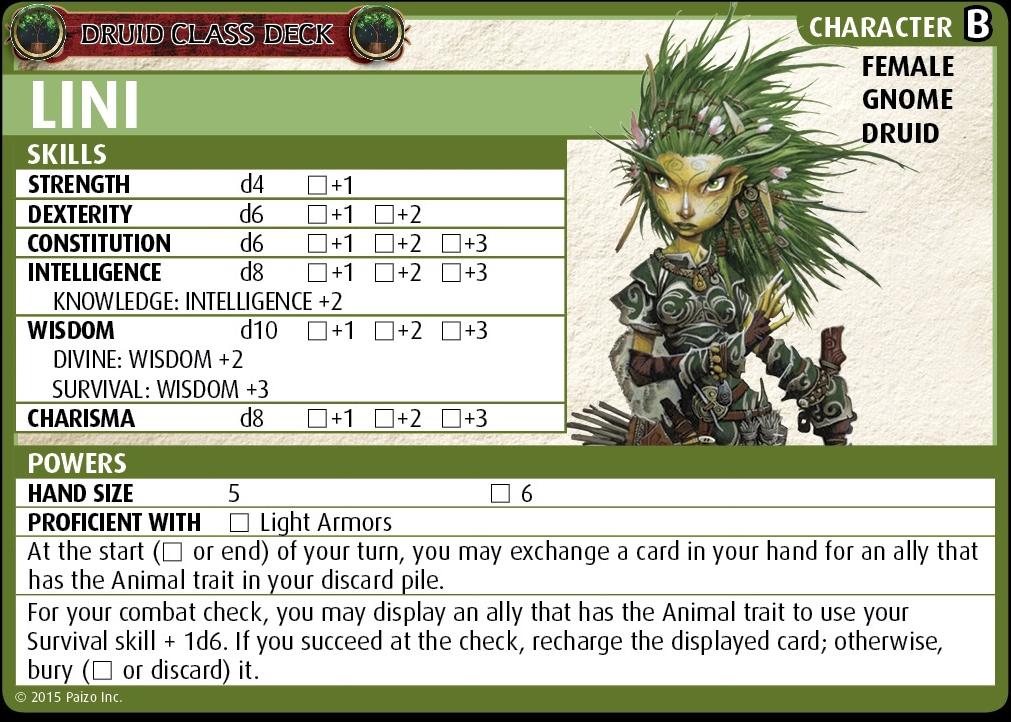 DRUID CLASS DECK
CHARACTER B
FEMALE
GNOME
DRUID
LINI
SKILLS
STRENGTH d4 □+1
DEXTERITY d6 □+1 □+2
CONSTITUTION d6 □+1 □+2 □+3
INTELLIGENCE d8 □+1 □+2 □+3
KNOWLEDGE: INTELLIGENCE +2
WISDOM d10 □+1 □+2 □+3
DIVINE: WISDOM +2
SURVIVAL: WISDOM +3
CHARISMA d8 □+1 □+2 □+3
POWERS
HAND SIZE 5 □ 6
PROFICIENT WITH □ Light Armors
At the start (□ or end) of your turn, you may exchange a card in your hand for an ally that
has the Animal trait in your discard pile.
For your combat check, you may display an ally that has the Animal trait to use your
Survival skill + 1d6. If you succeed at the check, recharge the displayed card; otherwise,
bury (□ or discard) it.
© 2015 Paizo Inc.